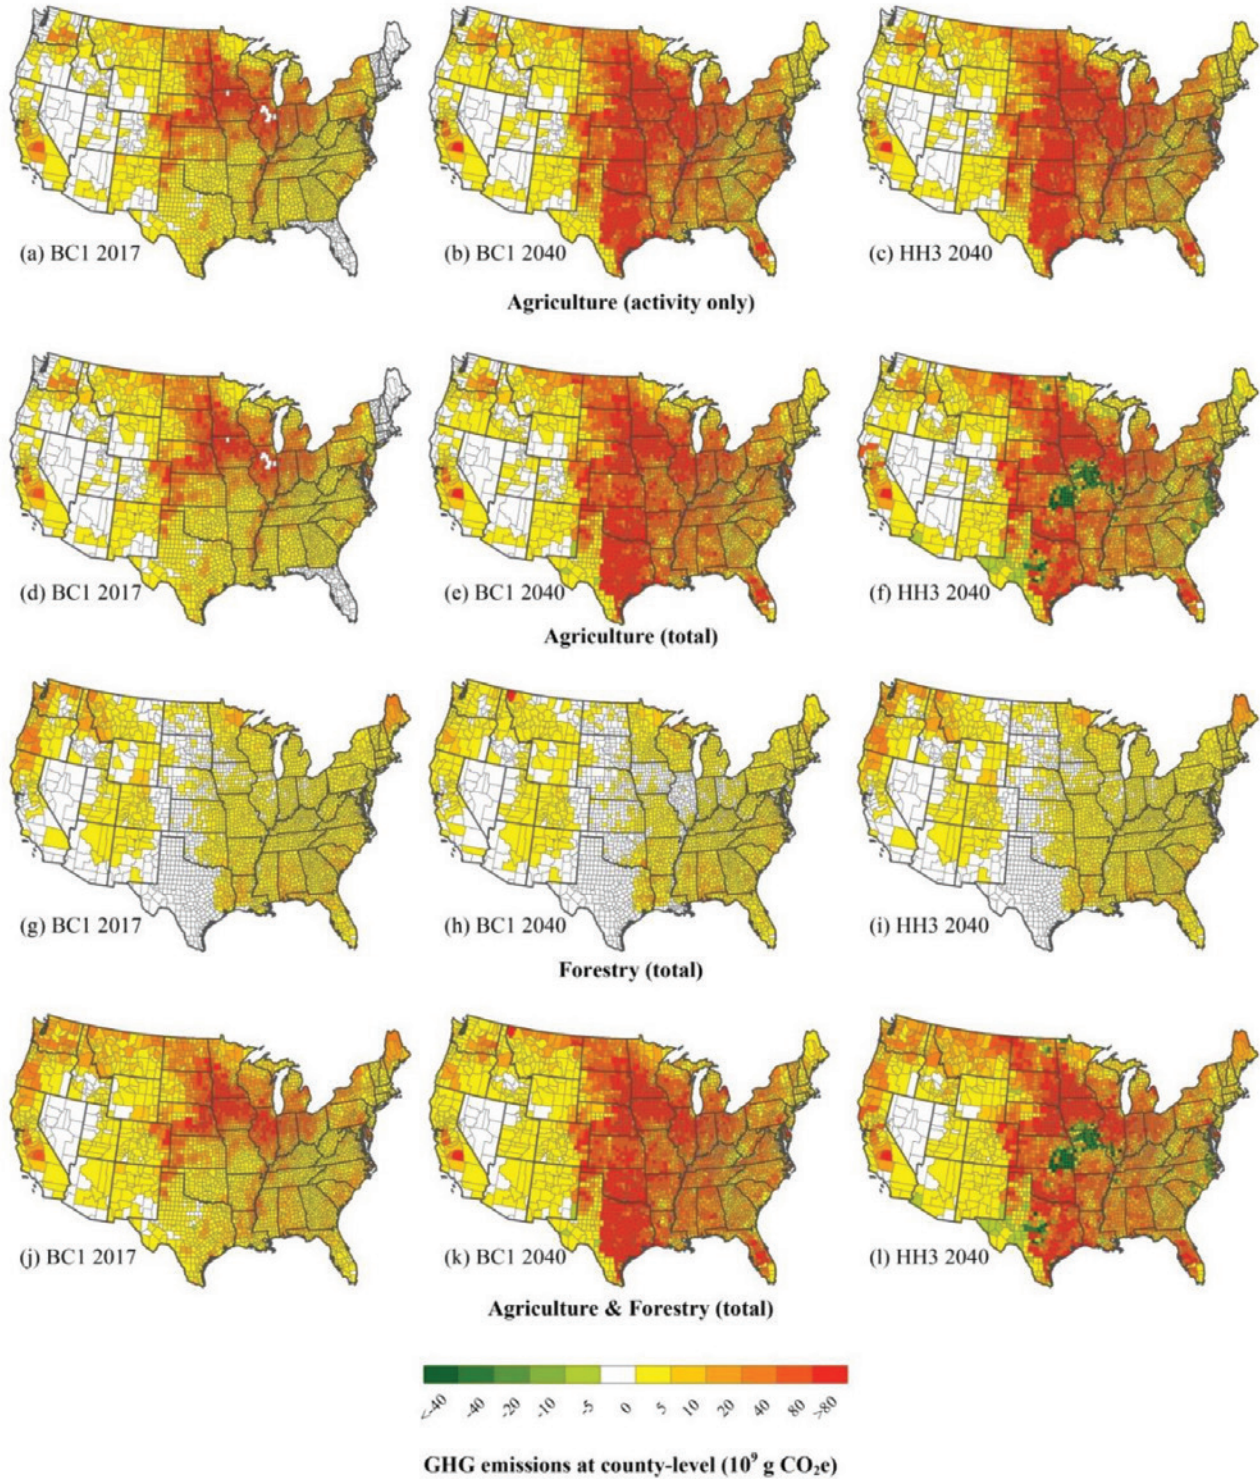 (a) BC1 2017
(b) BC1 2040
(c) HH3 2040
Agriculture (activity only)
(d) BC1 2017
(e) BC1 2040
(f) HH3 2040
Agriculture (total)
(g) BC1 2017
(h) BC1 2040
(i) HH3 2040
Forestry (total)
(j) BC1 2017
(k) BC1 2040
(l) HH3 2040
Agriculture & Forestry (total)
<-40 -40 -20 -10 -5 0 5 10 20 40 80 >80
GHG emissions at county-level (10⁹ g CO₂e)